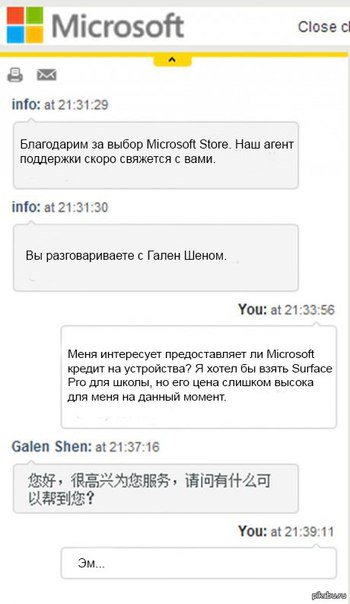 Microsoft
Close cl
info: at 21:31:29
Благодарим за выбор Microsoft Store. Наш агент
поддержки скоро свяжется с вами.
info: at 21:31:30
Вы разговариваете с Гален Шеном.
You: at 21:33:56
Меня интересует предоставляет ли Microsoft
кредит на устройства? Я хотел бы взять Surface
Pro для школы, но его цена слишком высока
для меня на данный момент.
Galen Shen: at 21:37:16
您好，很高兴为您服务，请问有什么可
以帮到您？
You: at 21:39:11
Эм...
pikabu.ru